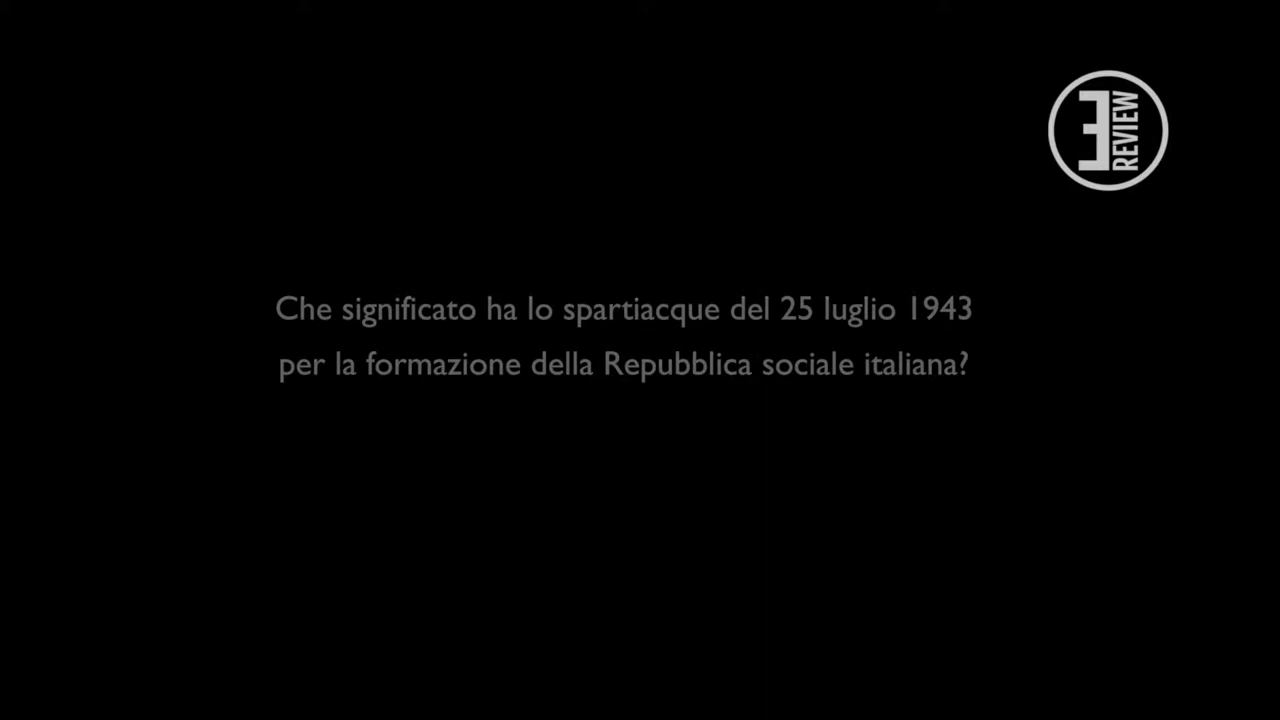 E
REVIEW
Che significato ha lo spartiacque del 25 luglio 1943
per la formazione della Repubblica sociale italiana?